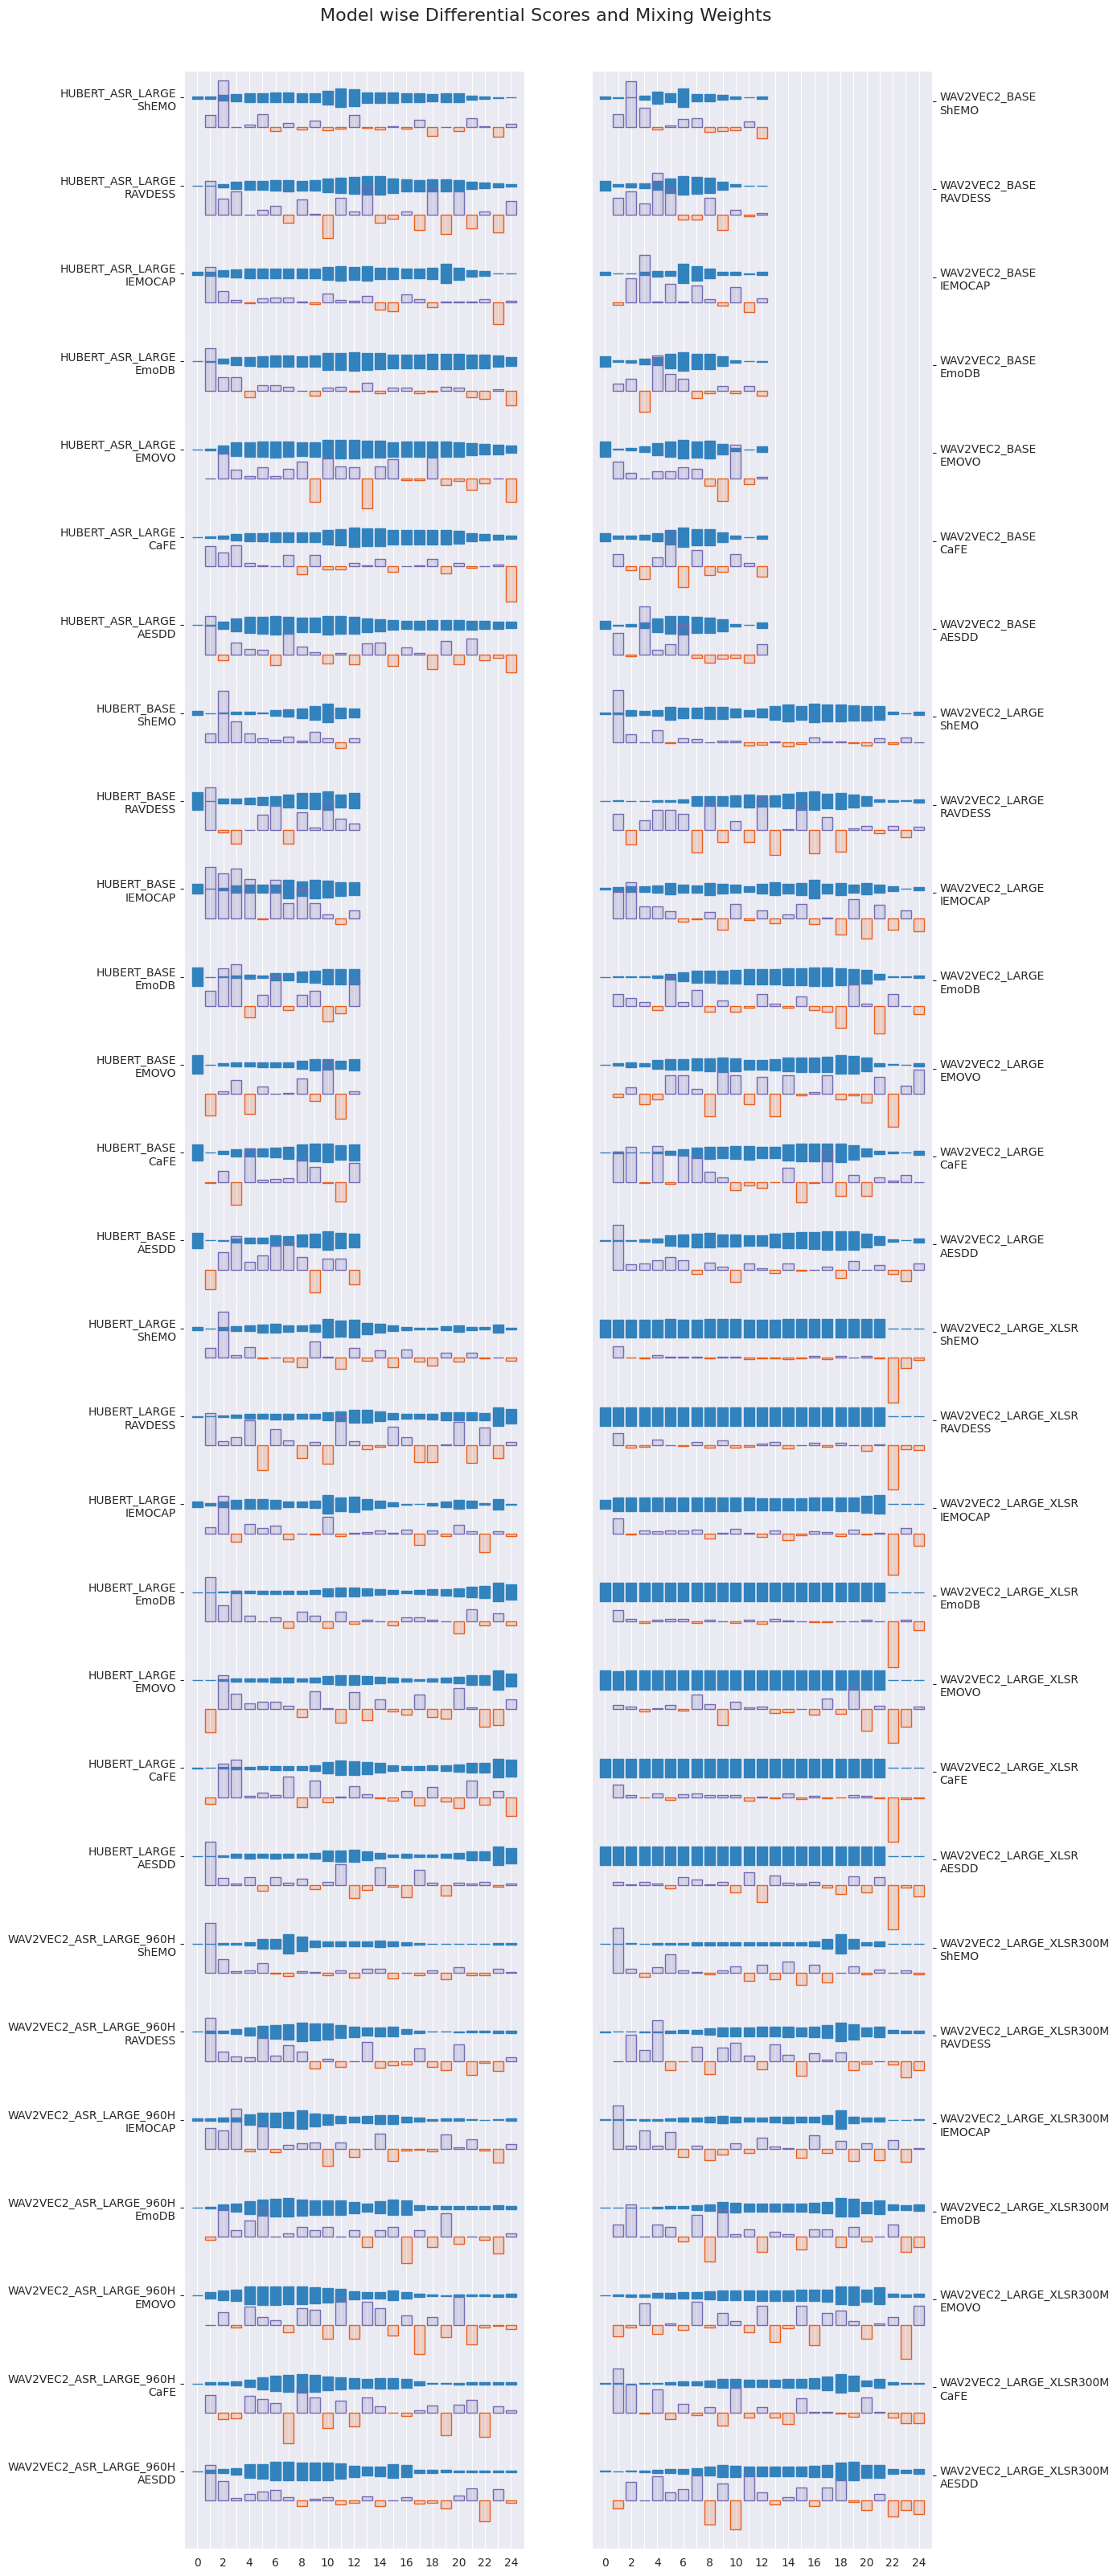 Model wise Differential Scores and Mixing Weights
HUBERT_ASR_LARGE
ShEMO
HUBERT_ASR_LARGE
RAVDESS
HUBERT_ASR_LARGE
IEMOCAP
HUBERT_ASR_LARGE
EmoDB
HUBERT_ASR_LARGE
EMOVO
HUBERT_ASR_LARGE
CaFE
HUBERT_ASR_LARGE
AESDD
HUBERT_BASE
ShEMO
HUBERT_BASE
RAVDESS
HUBERT_BASE
IEMOCAP
HUBERT_BASE
EmoDB
HUBERT_BASE
EMOVO
HUBERT_BASE
CaFE
HUBERT_BASE
AESDD
HUBERT_LARGE
ShEMO
HUBERT_LARGE
RAVDESS
HUBERT_LARGE
IEMOCAP
HUBERT_LARGE
EmoDB
HUBERT_LARGE
EMOVO
HUBERT_LARGE
CaFE
HUBERT_LARGE
AESDD
WAV2VEC2_ASR_LARGE_960H
ShEMO
WAV2VEC2_ASR_LARGE_960H
RAVDESS
WAV2VEC2_ASR_LARGE_960H
IEMOCAP
WAV2VEC2_ASR_LARGE_960H
EmoDB
WAV2VEC2_ASR_LARGE_960H
EMOVO
WAV2VEC2_ASR_LARGE_960H
CaFE
WAV2VEC2_ASR_LARGE_960H
AESDD
0 2 4 6 8 10 12 14 16 18 20 22 24
WAV2VEC2_BASE
ShEMO
WAV2VEC2_BASE
RAVDESS
WAV2VEC2_BASE
IEMOCAP
WAV2VEC2_BASE
EmoDB
WAV2VEC2_BASE
EMOVO
WAV2VEC2_BASE
CaFE
WAV2VEC2_BASE
AESDD
WAV2VEC2_LARGE
ShEMO
WAV2VEC2_LARGE
RAVDESS
WAV2VEC2_LARGE
IEMOCAP
WAV2VEC2_LARGE
EmoDB
WAV2VEC2_LARGE
EMOVO
WAV2VEC2_LARGE
CaFE
WAV2VEC2_LARGE
AESDD
WAV2VEC2_LARGE_XLSR
ShEMO
WAV2VEC2_LARGE_XLSR
RAVDESS
WAV2VEC2_LARGE_XLSR
IEMOCAP
WAV2VEC2_LARGE_XLSR
EmoDB
WAV2VEC2_LARGE_XLSR
EMOVO
WAV2VEC2_LARGE_XLSR
CaFE
WAV2VEC2_LARGE_XLSR
AESDD
WAV2VEC2_LARGE_XLSR300M
ShEMO
WAV2VEC2_LARGE_XLSR300M
RAVDESS
WAV2VEC2_LARGE_XLSR300M
IEMOCAP
WAV2VEC2_LARGE_XLSR300M
EmoDB
WAV2VEC2_LARGE_XLSR300M
EMOVO
WAV2VEC2_LARGE_XLSR300M
CaFE
WAV2VEC2_LARGE_XLSR300M
AESDD
0 2 4 6 8 10 12 14 16 18 20 22 24